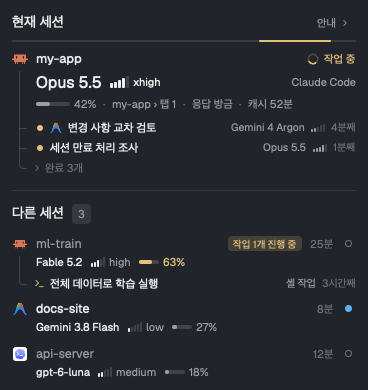 현재 세션 안내 >
my-app 작업 중
Opus 5.5 xhigh Claude Code
42% · my-app › 탭 1 · 응답 방금 · 캐시 52분
변경 사항 교차 검토 Gemini 4 Argon 4분째
세션 만료 처리 조사 Opus 5.5 1분째
> 완료 3개
다른 세션 3
ml-train 작업 1개 진행 중 25분
Fable 5.2 high 63%
>_ 전체 데이터로 학습 실행 셸 작업 3시간째
docs-site 8분
Gemini 3.8 Flash low 27%
api-server 12분
gpt-6-luna medium 18%